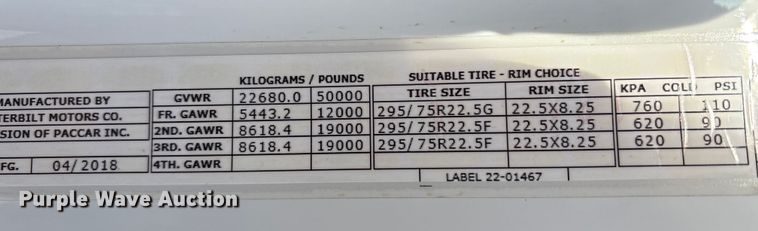 KILOGRAMS / POUNDS SUITABLE TIRE - RIM CHOICE
TIRE SIZE RIM SIZE KPA COLD PSI
MANUFACTURED BY GVWR 22680.0 50000
TERBILT MOTORS CO. FR. GAWR 5443.2 12000 295/75R22.5G 22.5X8.25 760 110
ISION OF PACCAR INC. 2ND. GAWR 8618.4 19000 295/75R22.5F 22.5X8.25 620 90
3RD. GAWR 8618.4 19000 295/75R22.5F 22.5X8.25 620 90
FG. 04/2018 4TH. GAWR
LABEL 22-01467
Purple Wave Auction